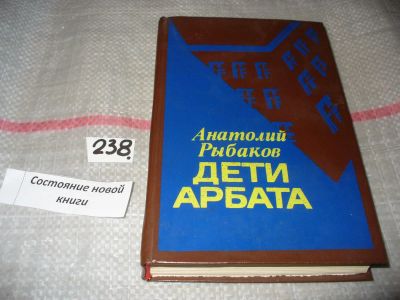 Анатолий
Рыбаков
ДЕТИ
АРБАТА
238.
Состояние новой
книги